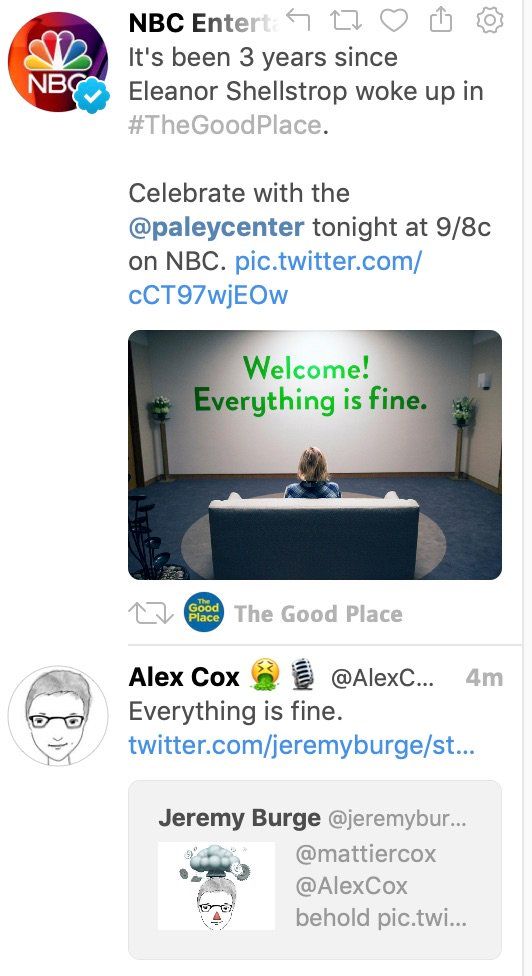 NBC Enterta
It's been 3 years since
Eleanor Shellstrop woke up in
#TheGoodPlace.
Celebrate with the
@paleycenter tonight at 9/8c
on NBC. pic.twitter.com/
cCT97wjEOw
NBC
Welcome!
Everything is fine.
The Good Place
The Good Place
Alex Cox 🤮🎙 @AlexC... 4m
Everything is fine.
twitter.com/jeremyburge/st...
Jeremy Burge @jeremybur...
@mattiercox
@AlexCox
behold pic.twi...